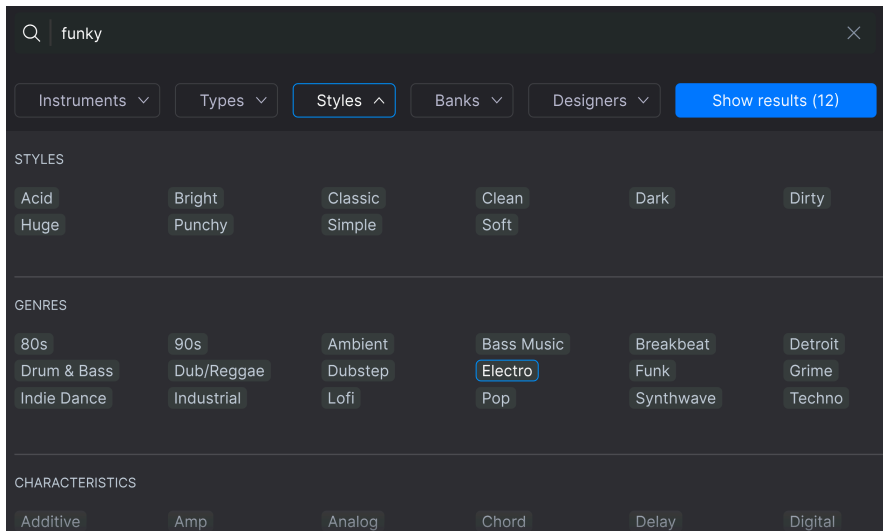 funky
Instruments Types Styles Banks Designers Show results (12)
STYLES
Acid Bright Classic Clean Dark Dirty
Huge Punchy Simple Soft
GENRES
80s 90s Ambient Bass Music Breakbeat Detroit
Drum & Bass Dub/Reggae Dubstep Electro Funk Grime
Indie Dance Industrial Lofi Pop Synthwave Techno
CHARACTERISTICS
Additive Amp Analog Chord Delay Digital